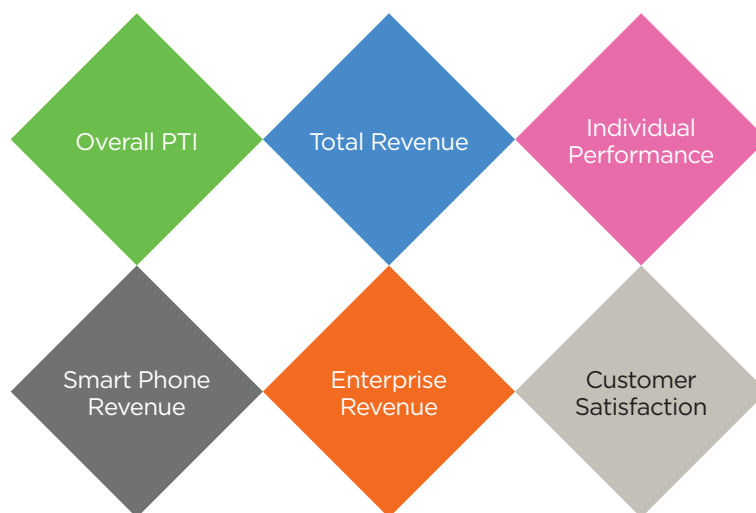 Overall PTI
Total Revenue
Individual
Performance
Smart Phone
Revenue
Enterprise
Revenue
Customer
Satisfaction